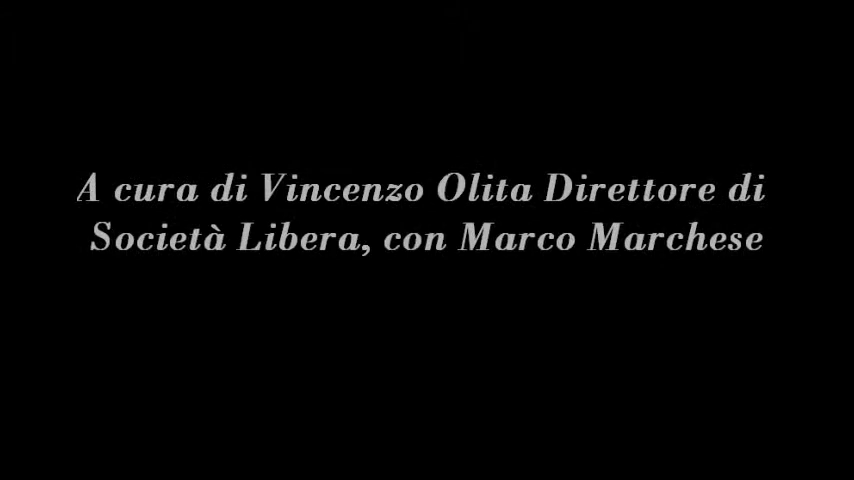 A cura di Vincenzo Olita Direttore di
Società Libera, con Marco Marchese